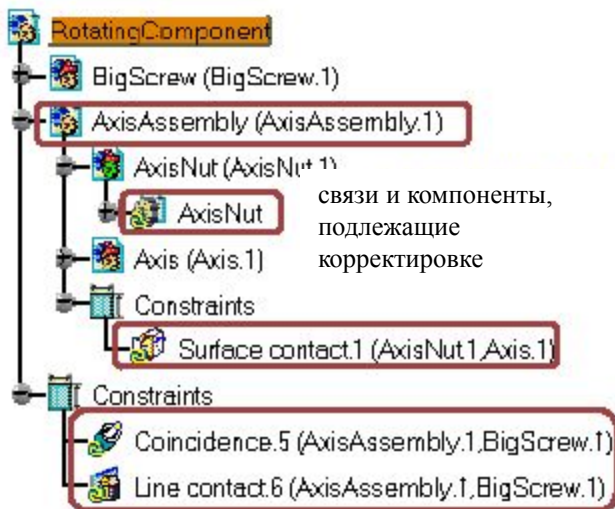 RotatingComponent
BigScrew (BigScrew.1)
AxisAssembly (AxisAssembly.1)
AxisNut (AxisNut.1)
AxisNut
связи и компоненты,
подлежащие
корректировке
Axis (Axis.1)
Constraints
Surface contact.1 (AxisNut.1,Axis.1)
Constraints
Coincidence.5 (AxisAssembly.1,BigScrew.1)
Line contact.6 (AxisAssembly.1,BigScrew.1)